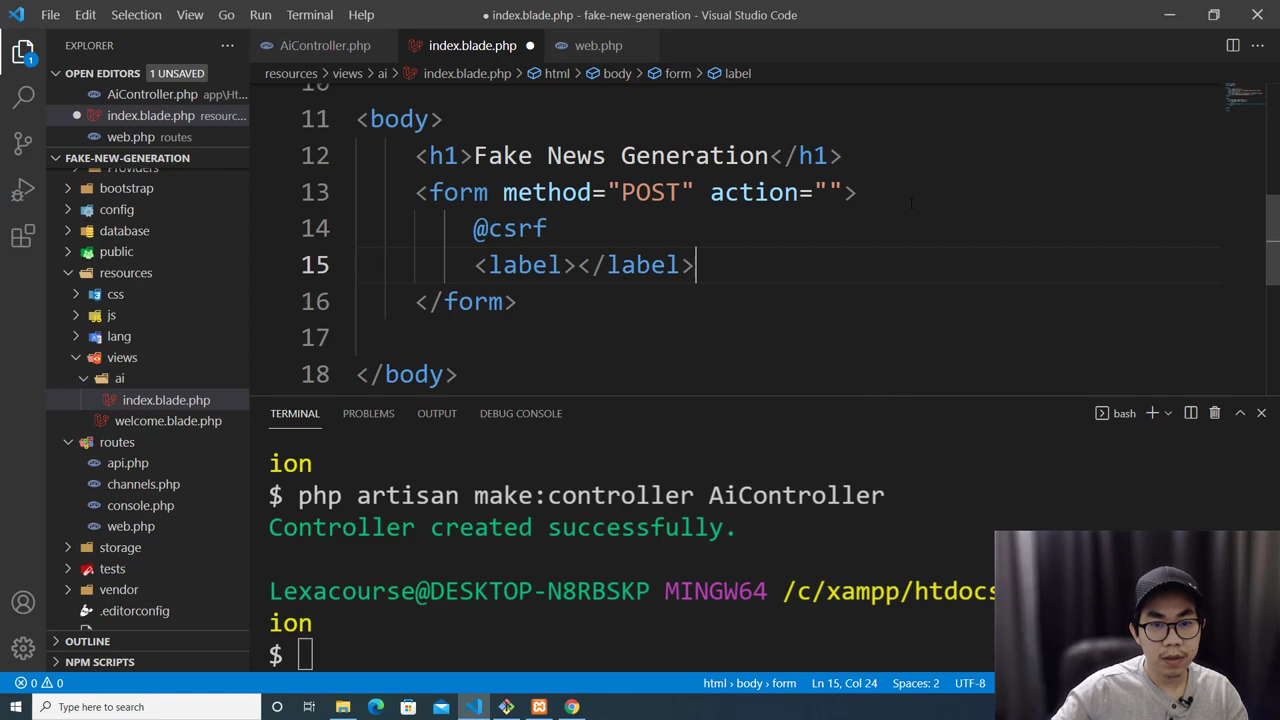 File Edit Selection View Go Run Terminal Help
● index.blade.php - fake-new-generation - Visual Studio Code
EXPLORER
AiController.php
index.blade.php
web.php
OPEN EDITORS 1 UNSAVED
AiController.php app\Ht...
index.blade.php resourc...
web.php routes
FAKE-NEW-GENERATION
Providers
bootstrap
config
database
public
resources
css
js
lang
views
ai
index.blade.php
welcome.blade.php
routes
api.php
channels.php
console.php
web.php
storage
tests
vendor
.editorconfig
OUTLINE
NPM SCRIPTS
1
resources > views > ai > index.blade.php > html > body > form > label
10
11 <body>
12 <h1>Fake News Generation</h1>
13 <form method="POST" action="">
14 @csrf
15 <label></label>
16 </form>
17
18 </body>
TERMINAL PROBLEMS OUTPUT DEBUG CONSOLE
bash
ion
$ php artisan make:controller AiController
Controller created successfully.
Lexacourse@DESKTOP-N8RBSKP MINGW64 /c/xampp/htdocs
ion
$
0 0
html > body > form
Ln 15, Col 24
Spaces: 2
UTF-8
Type here to search